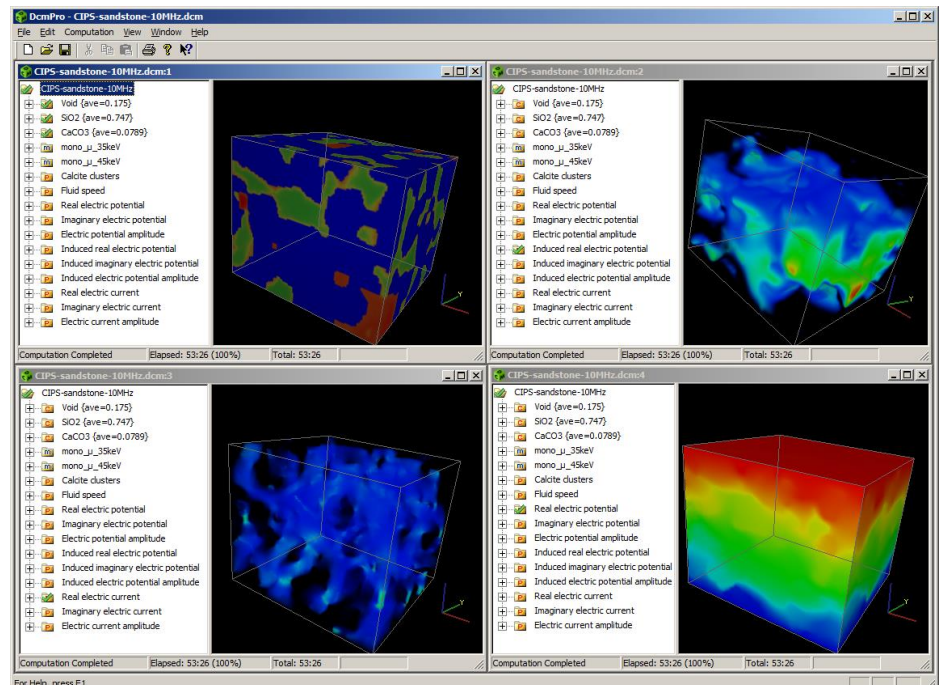 DcmPro - CIPS-sandstone-10MHz.dcm
File Edit Computation View Window Help
CIPS-sandstone-10MHz.dcm:1
CIPS-sandstone-10MHz
Void {ave=0.175}
SiO2 {ave=0.747}
CaCO3 {ave=0.0789}
mono_μ_35keV
mono_μ_45keV
Calcite clusters
Fluid speed
Real electric potential
Imaginary electric potential
Electric potential amplitude
Induced real electric potential
Induced imaginary electric potential
Induced electric potential amplitude
Real electric current
Imaginary electric current
Electric current amplitude
Y
Computation Completed Elapsed: 53:26 (100%) Total: 53:26
CIPS-sandstone-10MHz.dcm:2
CIPS-sandstone-10MHz
Void {ave=0.175}
SiO2 {ave=0.747}
CaCO3 {ave=0.0789}
mono_μ_35keV
mono_μ_45keV
Calcite clusters
Fluid speed
Real electric potential
Imaginary electric potential
Electric potential amplitude
Induced real electric potential
Induced imaginary electric potential
Induced electric potential amplitude
Real electric current
Imaginary electric current
Electric current amplitude
Y
Computation Completed Elapsed: 53:26 (100%) Total: 53:26
CIPS-sandstone-10MHz.dcm:3
CIPS-sandstone-10MHz
Void {ave=0.175}
SiO2 {ave=0.747}
CaCO3 {ave=0.0789}
mono_μ_35keV
mono_μ_45keV
Calcite clusters
Fluid speed
Real electric potential
Imaginary electric potential
Electric potential amplitude
Induced real electric potential
Induced imaginary electric potential
Induced electric potential amplitude
Real electric current
Imaginary electric current
Electric current amplitude
Y
Computation Completed Elapsed: 53:26 (100%) Total: 53:26
CIPS-sandstone-10MHz.dcm:4
CIPS-sandstone-10MHz
Void {ave=0.175}
SiO2 {ave=0.747}
CaCO3 {ave=0.0789}
mono_μ_35keV
mono_μ_45keV
Calcite clusters
Fluid speed
Real electric potential
Imaginary electric potential
Electric potential amplitude
Induced real electric potential
Induced imaginary electric potential
Induced electric potential amplitude
Real electric current
Imaginary electric current
Electric current amplitude
Y
Computation Completed Elapsed: 53:26 (100%) Total: 53:26
For Help, press F1